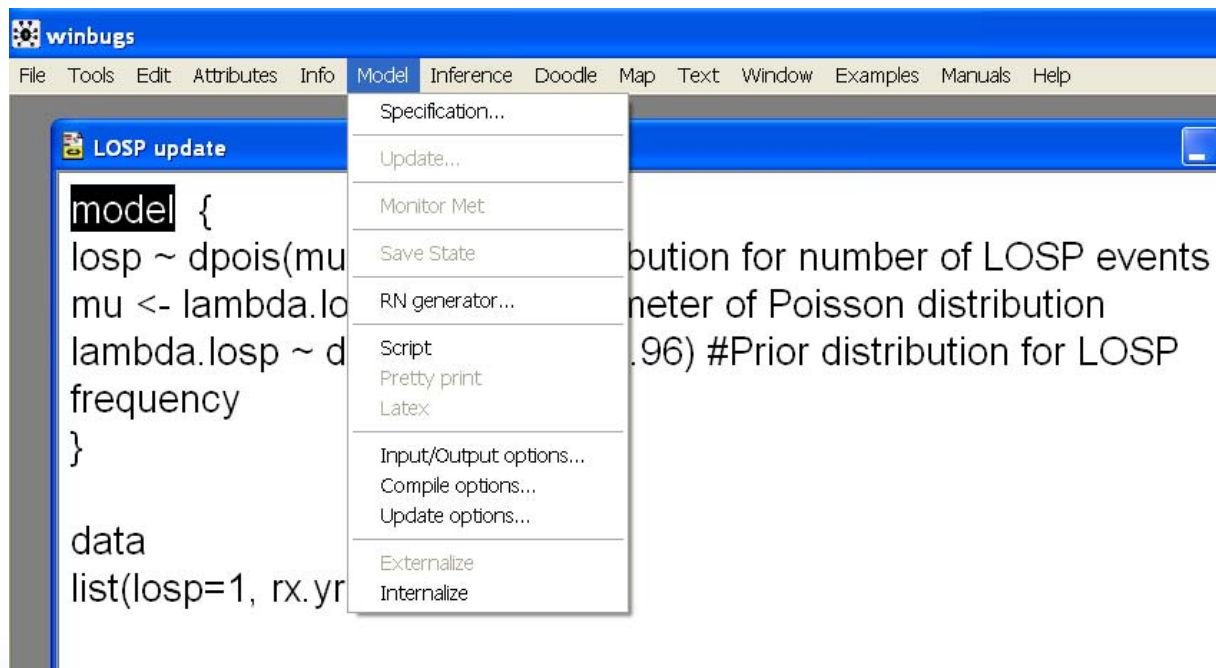 winbugs
File Tools Edit Attributes Info Model Inference Doodle Map Text Window Examples Manuals Help
LOSP update
Specification...
Update...
Monitor Met
Save State
RN generator...
Script
Pretty print
Latex
Input/Output options...
Compile options...
Update options...
Externalize
Internalize
model {
losp ~ dpois(mu bution for number of LOSP events
mu <- lambda.lo meter of Poisson distribution
lambda.losp ~ d .96) #Prior distribution for LOSP
frequency
}
data
list(losp=1, rx.yr